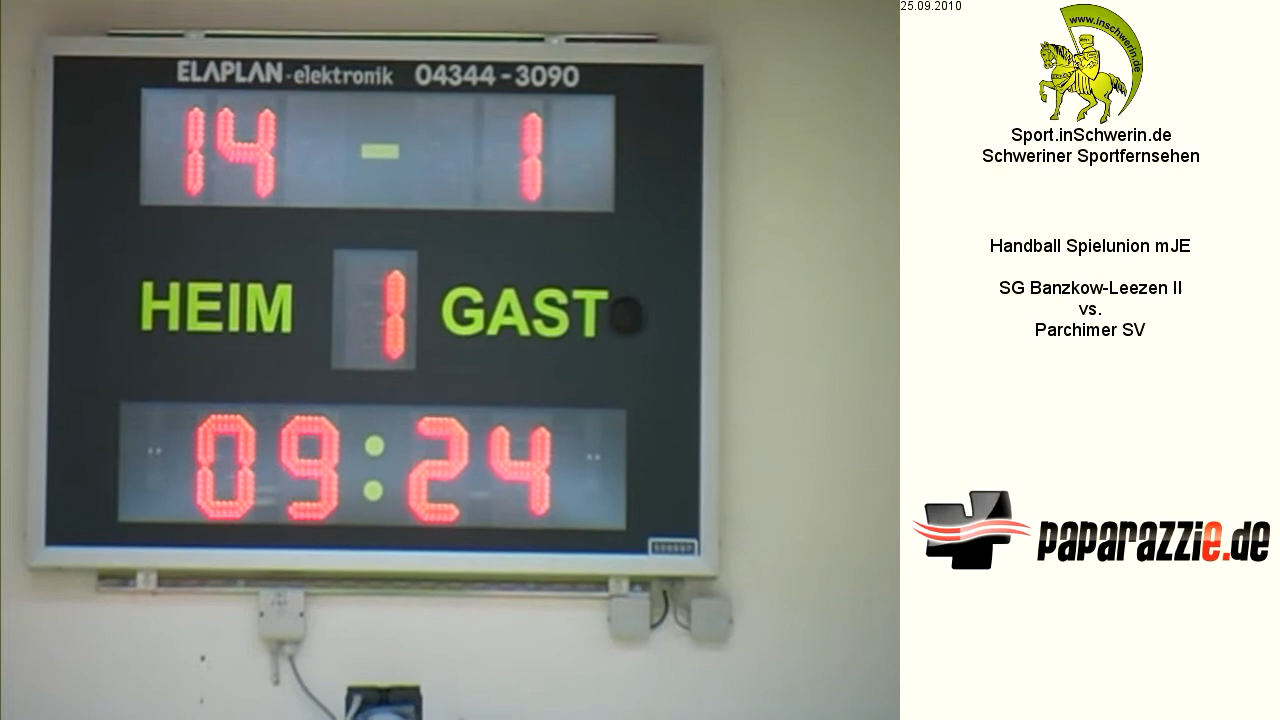 ELAPLAN-elektronik 04344-3090
14 - 1
HEIM 1 GAST
09:24
25.09.2010
www.inschwerin.de
Sport.inSchwerin.de
Schweriner Sportfernsehen
Handball Spielunion mJE
SG Banzkow-Leezen II
vs.
Parchimer SV
paparazzie.de